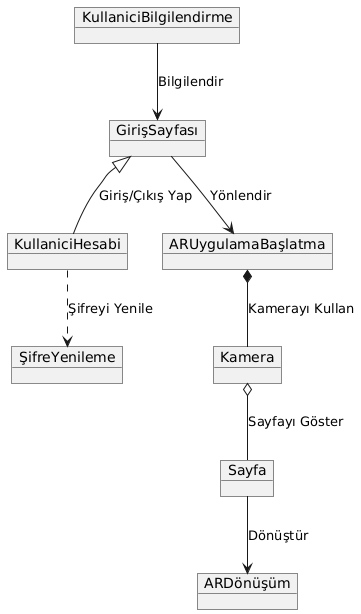 KullaniciBilgilendirme
Bilgilendir
GirişSayfası
Giriş/Çıkış Yap
Yönlendir
KullaniciHesabi
ARUygulamaBaşlatma
Şifreyi Yenile
Kamerayı Kullan
ŞifreYenileme
Kamera
Sayfayı Göster
Sayfa
Dönüştür
ARDönüşüm